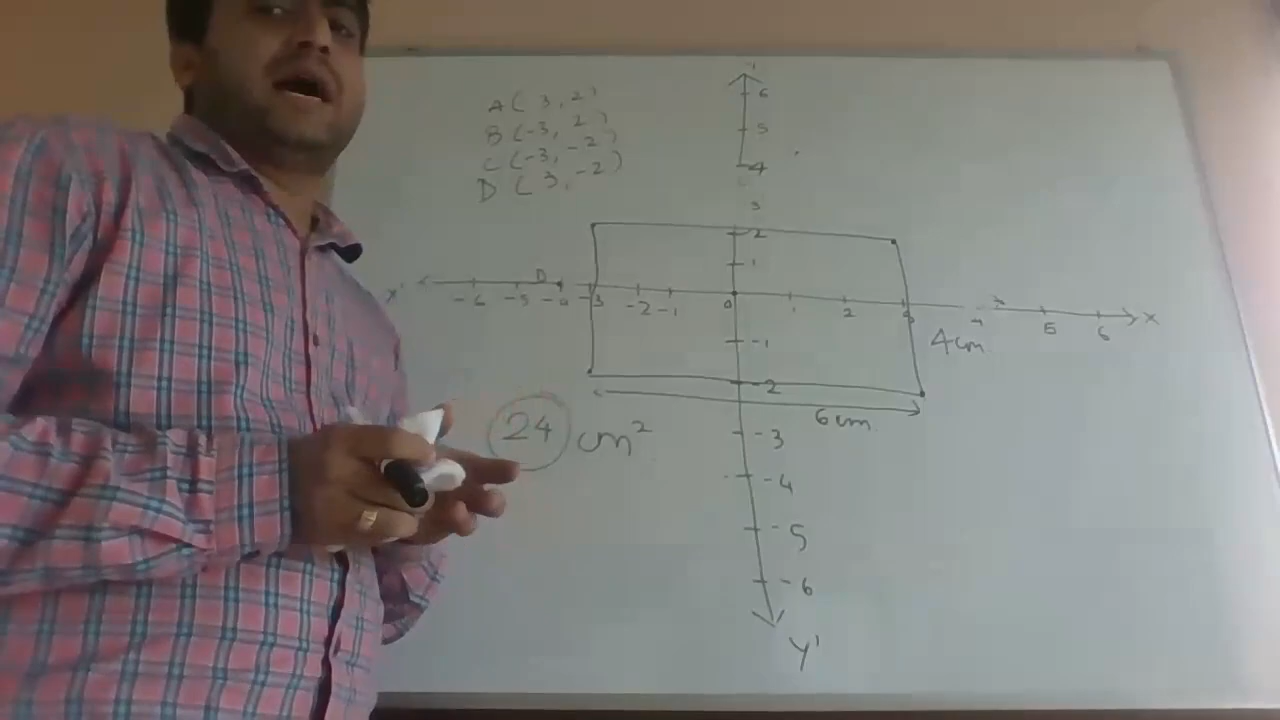 A ( 3, 2)
B (-3, 2)
C (-3, -2)
D ( 3, -2)
6
5
4
3
2
1
D
X' -6 -5 -4 -3 -2 -1 0 1 2 3 4 5 6 X
-1
4cm
-2
6cm
24 cm²
-3
-4
-5
-6
Y'